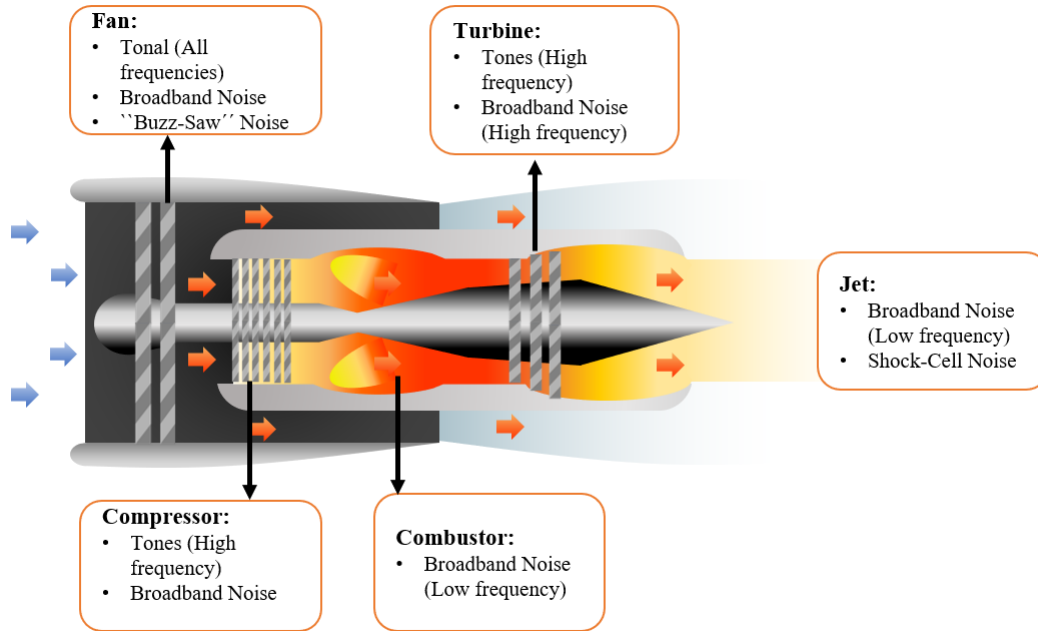 Fan:
• Tonal (All
frequencies)
• Broadband Noise
• ``Buzz-Saw´´ Noise
Turbine:
• Tones (High
frequency)
• Broadband Noise
(High frequency)
Jet:
• Broadband Noise
(Low frequency)
• Shock-Cell Noise
Compressor:
• Tones (High
frequency)
• Broadband Noise
Combustor:
• Broadband Noise
(Low frequency)